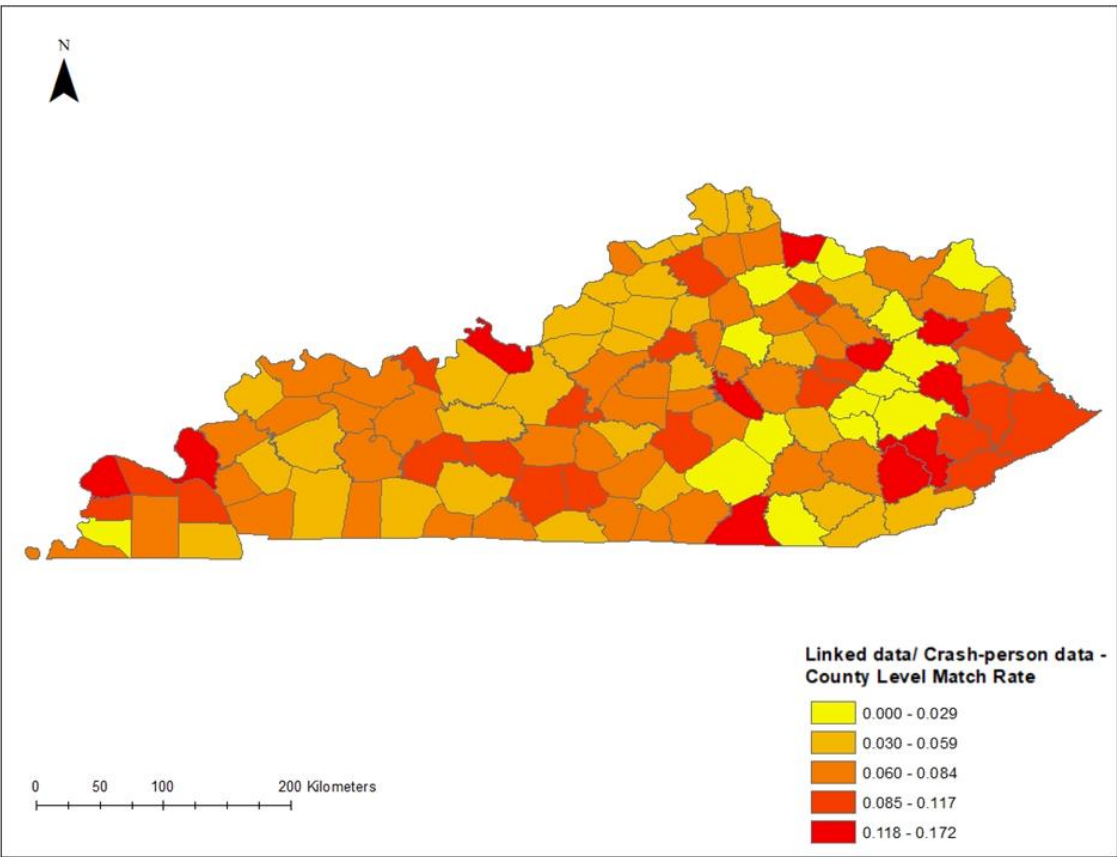 N
Linked data/ Crash-person data -
County Level Match Rate
0.000 - 0.029
0.030 - 0.059
0.060 - 0.084
0.085 - 0.117
0.118 - 0.172
0 50 100 200 Kilometers